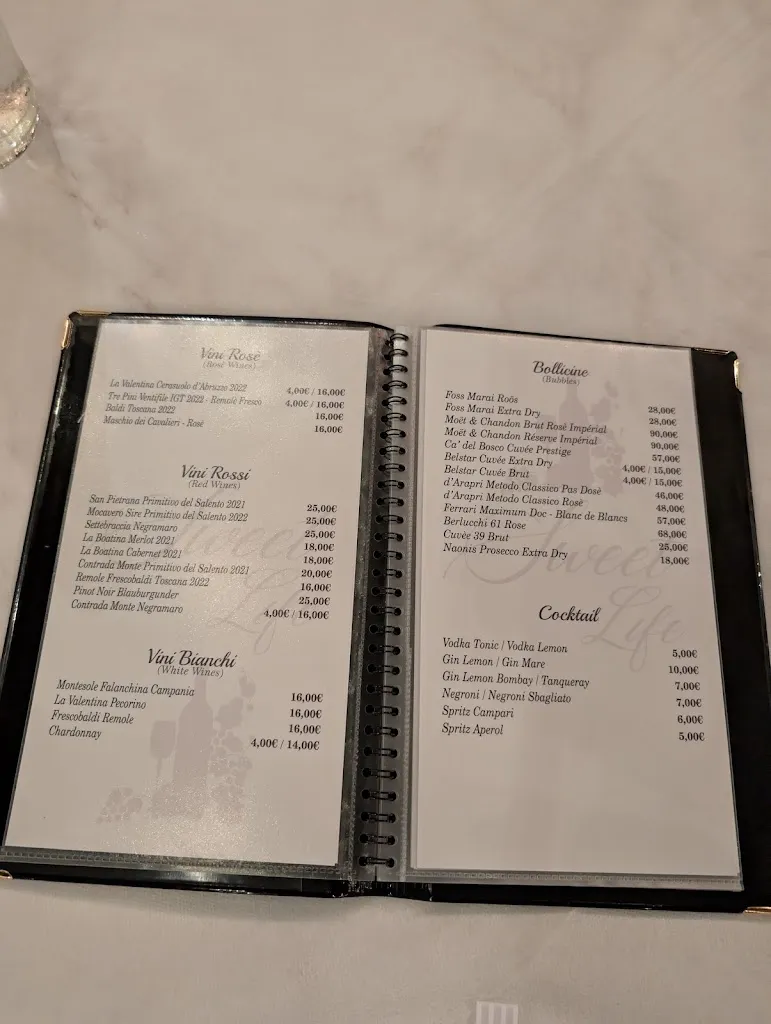 Vini Rosè
(Rosè Wines)
La Valentina Cerasuolo d'Abruzzo 2022 4,00€ / 16,00€
Tre Pini Ventifile IGT 2022 - Remole Fresco 4,00€ / 16,00€
Baldi Toscana 2022 16,00€
Maschio dei Cavalieri - Rosè 16,00€
Vini Rossi
(Red Wines)
San Pietrana Primitivo del Salento 2021 25,00€
Mocavero Sire Primitivo del Salento 2022 25,00€
Settebraccia Negramaro 25,00€
La Boatina Merlot 2021 18,00€
La Boatina Cabernet 2021 18,00€
Contrada Monte Primitivo del Salento 2021 20,00€
Remole Frescobaldi Toscana 2022 16,00€
Pinot Noir Blauburgunder 25,00€
Contrada Monte Negramaro 4,00€ / 16,00€
Vini Bianchi
(White Wines)
Montesole Falanchina Campania 16,00€
La Valentina Pecorino 16,00€
Frescobaldi Remole 16,00€
Chardonnay 4,00€ / 14,00€
Sweet
Life
Bollicine
(Bubbles)
Foss Marai Roös 28,00€
Foss Marai Extra Dry 28,00€
Moët & Chandon Brut Rosè Impérial 90,00€
Moët & Chandon Réserve Impérial 90,00€
Ca' del Bosco Cuvée Prestige 57,00€
Belstar Cuvée Extra Dry 4,00€ / 15,00€
Belstar Cuvée Brut 4,00€ / 15,00€
d'Arapri Metodo Classico Pas Dosè 46,00€
d'Arapri Metodo Classico Rosè 48,00€
Ferrari Maximum Doc - Blanc de Blancs 57,00€
Berlucchi 61 Rose 68,00€
Cuvèe 39 Brut 25,00€
Naonis Prosecco Extra Dry 18,00€
Cocktail
Vodka Tonic / Vodka Lemon 5,00€
Gin Lemon / Gin Mare 10,00€
Gin Lemon Bombay / Tanqueray 7,00€
Negroni / Negroni Sbagliato 7,00€
Spritz Campari 6,00€
Spritz Aperol 5,00€
Sweet
Life